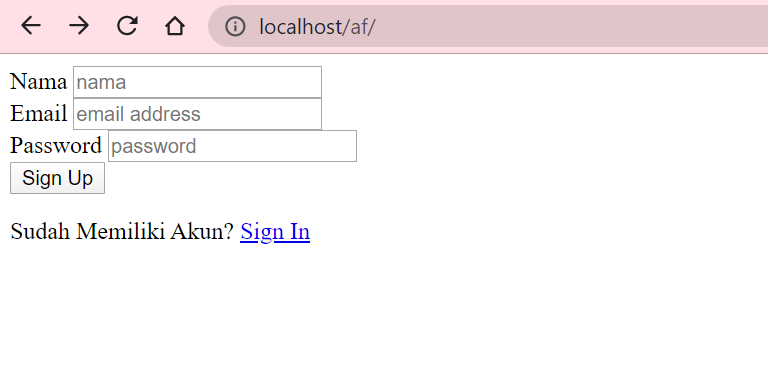 localhost/af/
Nama nama
Email email address
Password password
Sign Up
Sudah Memiliki Akun? Sign In